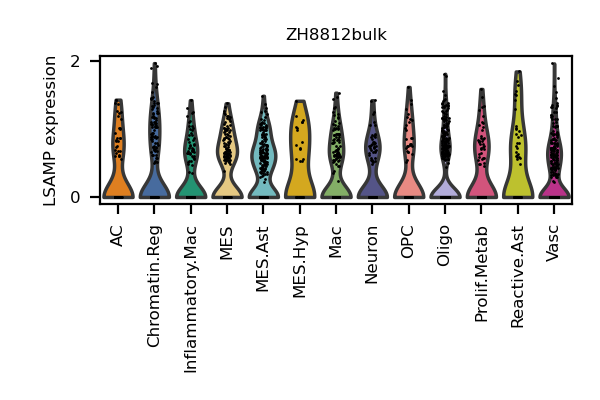 ZH8812bulk
LSAMP expression
2
0
AC
Chromatin.Reg
Inflammatory.Mac
MES
MES.Ast
MES.Hyp
Mac
Neuron
OPC
Oligo
Prolif.Metab
Reactive.Ast
Vasc